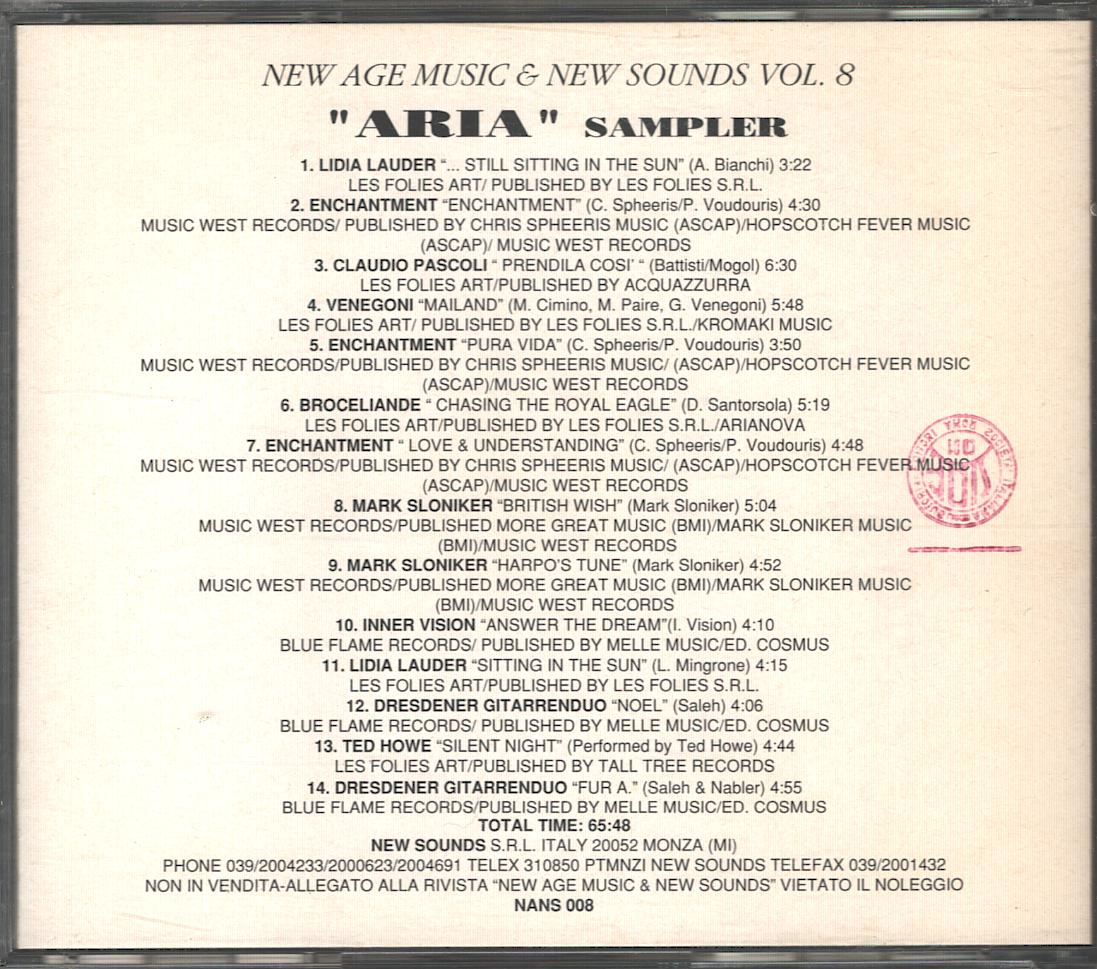 NEW AGE MUSIC & NEW SOUNDS VOL. 8
"ARIA" SAMPLER
1. LIDIA LAUDER “... STILL SITTING IN THE SUN” (A. Bianchi) 3:22
LES FOLIES ART/ PUBLISHED BY LES FOLIES S.R.L.
2. ENCHANTMENT “ENCHANTMENT” (C. Spheeris/P. Voudouris) 4:30
MUSIC WEST RECORDS/ PUBLISHED BY CHRIS SPHEERIS MUSIC (ASCAP)/HOPSCOTCH FEVER MUSIC
(ASCAP)/ MUSIC WEST RECORDS
3. CLAUDIO PASCOLI “ PRENDILA COSI’ “ (Battisti/Mogol) 6:30
LES FOLIES ART/PUBLISHED BY ACQUAZZURRA
4. VENEGONI “MAILAND” (M. Cimino, M. Paire, G. Venegoni) 5:48
LES FOLIES ART/ PUBLISHED BY LES FOLIES S.R.L./KROMAKI MUSIC
5. ENCHANTMENT “PURA VIDA” (C. Spheeris/P. Voudouris) 3:50
MUSIC WEST RECORDS/PUBLISHED BY CHRIS SPHEERIS MUSIC/ (ASCAP)/HOPSCOTCH FEVER MUSIC
(ASCAP)/MUSIC WEST RECORDS
6. BROCELIANDE “ CHASING THE ROYAL EAGLE” (D. Santorsola) 5:19
LES FOLIES ART/PUBLISHED BY LES FOLIES S.R.L./ARIANOVA
7. ENCHANTMENT “ LOVE & UNDERSTANDING” (C. Spheeris/P. Voudouris) 4:48
MUSIC WEST RECORDS/PUBLISHED BY CHRIS SPHEERIS MUSIC/ (ASCAP)/HOPSCOTCH FEVER MUSIC
(ASCAP)/MUSIC WEST RECORDS
8. MARK SLONIKER “BRITISH WISH” (Mark Sloniker) 5:04
MUSIC WEST RECORDS/PUBLISHED MORE GREAT MUSIC (BMI)/MARK SLONIKER MUSIC
(BMI)/MUSIC WEST RECORDS
9. MARK SLONIKER “HARPO’S TUNE” (Mark Sloniker) 4:52
MUSIC WEST RECORDS/PUBLISHED MORE GREAT MUSIC (BMI)/MARK SLONIKER MUSIC
(BMI)/MUSIC WEST RECORDS
10. INNER VISION “ANSWER THE DREAM”(I. Vision) 4:10
BLUE FLAME RECORDS/ PUBLISHED BY MELLE MUSIC/ED. COSMUS
11. LIDIA LAUDER “SITTING IN THE SUN” (L. Mingrone) 4:15
LES FOLIES ART/PUBLISHED BY LES FOLIES S.R.L.
12. DRESDENER GITARRENDUO “NOEL” (Saleh) 4:06
BLUE FLAME RECORDS/ PUBLISHED BY MELLE MUSIC/ED. COSMUS
13. TED HOWE “SILENT NIGHT” (Performed by Ted Howe) 4:44
LES FOLIES ART/PUBLISHED BY TALL TREE RECORDS
14. DRESDENER GITARRENDUO “FUR A.” (Saleh & Nabler) 4:55
BLUE FLAME RECORDS/PUBLISHED BY MELLE MUSIC/ED. COSMUS
TOTAL TIME: 65:48
NEW SOUNDS S.R.L. ITALY 20052 MONZA (MI)
PHONE 039/2004233/2000623/2004691 TELEX 310850 PTMNZI NEW SOUNDS TELEFAX 039/2001432
NON IN VENDITA-ALLEGATO ALLA RIVISTA “NEW AGE MUSIC & NEW SOUNDS” VIETATO IL NOLEGGIO
NANS 008